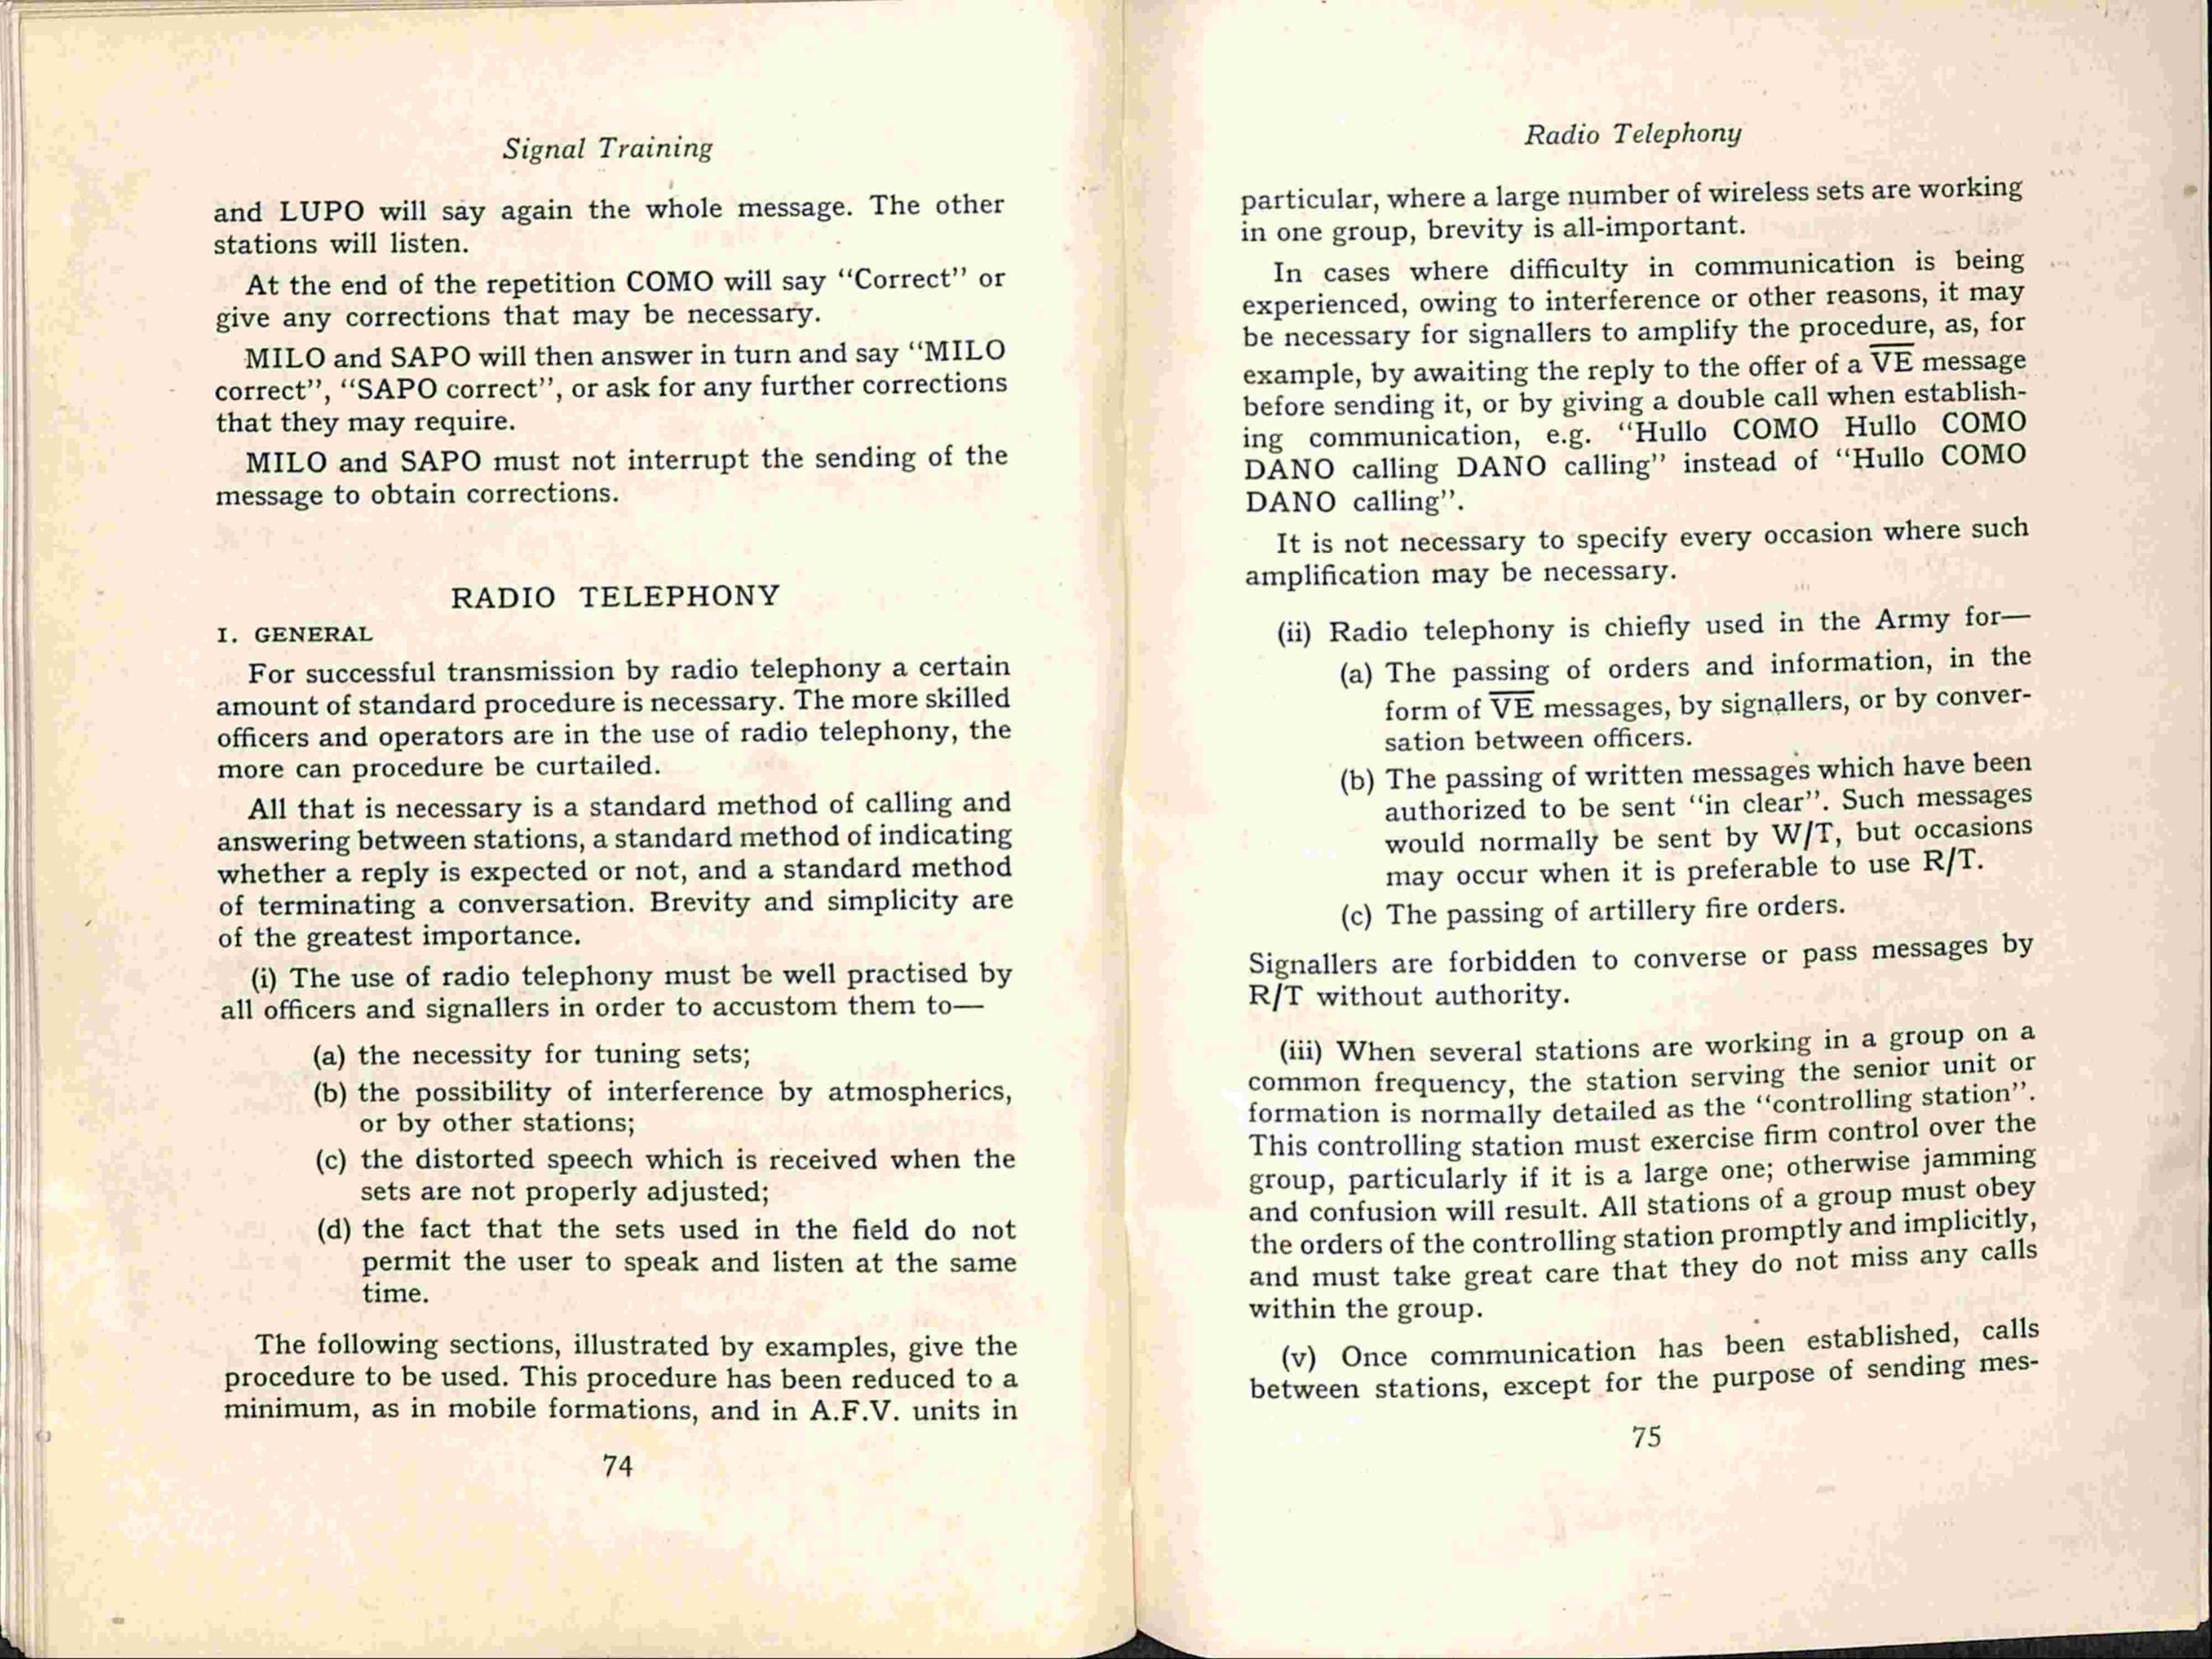 Signal Training
and LUPO will say again the whole message. The other
stations will listen.
At the end of the repetition COMO will say “Correct” or
give any corrections that may be necessary.
MILO and SAPO will then answer in turn and say “MILO
correct”, “SAPO correct”, or ask for any further corrections
that they may require.
MILO and SAPO must not interrupt the sending of the
message to obtain corrections.
RADIO TELEPHONY
I. GENERAL
For successful transmission by radio telephony a certain
amount of standard procedure is necessary. The more skilled
officers and operators are in the use of radio telephony, the
more can procedure be curtailed.
All that is necessary is a standard method of calling and
answering between stations, a standard method of indicating
whether a reply is expected or not, and a standard method
of terminating a conversation. Brevity and simplicity are
of the greatest importance.
(i) The use of radio telephony must be well practised by
all officers and signallers in order to accustom them to—
(a) the necessity for tuning sets;
(b) the possibility of interference by atmospherics,
or by other stations;
(c) the distorted speech which is received when the
sets are not properly adjusted;
(d) the fact that the sets used in the field do not
permit the user to speak and listen at the same
time.
The following sections, illustrated by examples, give the
procedure to be used. This procedure has been reduced to a
minimum, as in mobile formations, and in A.F.V. units in
74
Radio Telephony
particular, where a large number of wireless sets are working
in one group, brevity is all-important.
In cases where difficulty in communication is being
experienced, owing to interference or other reasons, it may
be necessary for signallers to amplify the procedure, as, for
example, by awaiting the reply to the offer of a V̅E̅ message
before sending it, or by giving a double call when establish-
ing communication, e.g. “Hullo COMO Hullo COMO
DANO calling DANO calling” instead of “Hullo COMO
DANO calling”.
It is not necessary to specify every occasion where such
amplification may be necessary.
(ii) Radio telephony is chiefly used in the Army for—
(a) The passing of orders and information, in the
form of V̅E̅ messages, by signallers, or by conver-
sation between officers.
(b) The passing of written messages which have been
authorized to be sent “in clear”. Such messages
would normally be sent by W/T, but occasions
may occur when it is preferable to use R/T.
(c) The passing of artillery fire orders.
Signallers are forbidden to converse or pass messages by
R/T without authority.
(iii) When several stations are working in a group on a
common frequency, the station serving the senior unit or
formation is normally detailed as the “controlling station”.
This controlling station must exercise firm control over the
group, particularly if it is a large one; otherwise jamming
and confusion will result. All stations of a group must obey
the orders of the controlling station promptly and implicitly,
and must take great care that they do not miss any calls
within the group.
(v) Once communication has been established, calls
between stations, except for the purpose of sending mes-
75